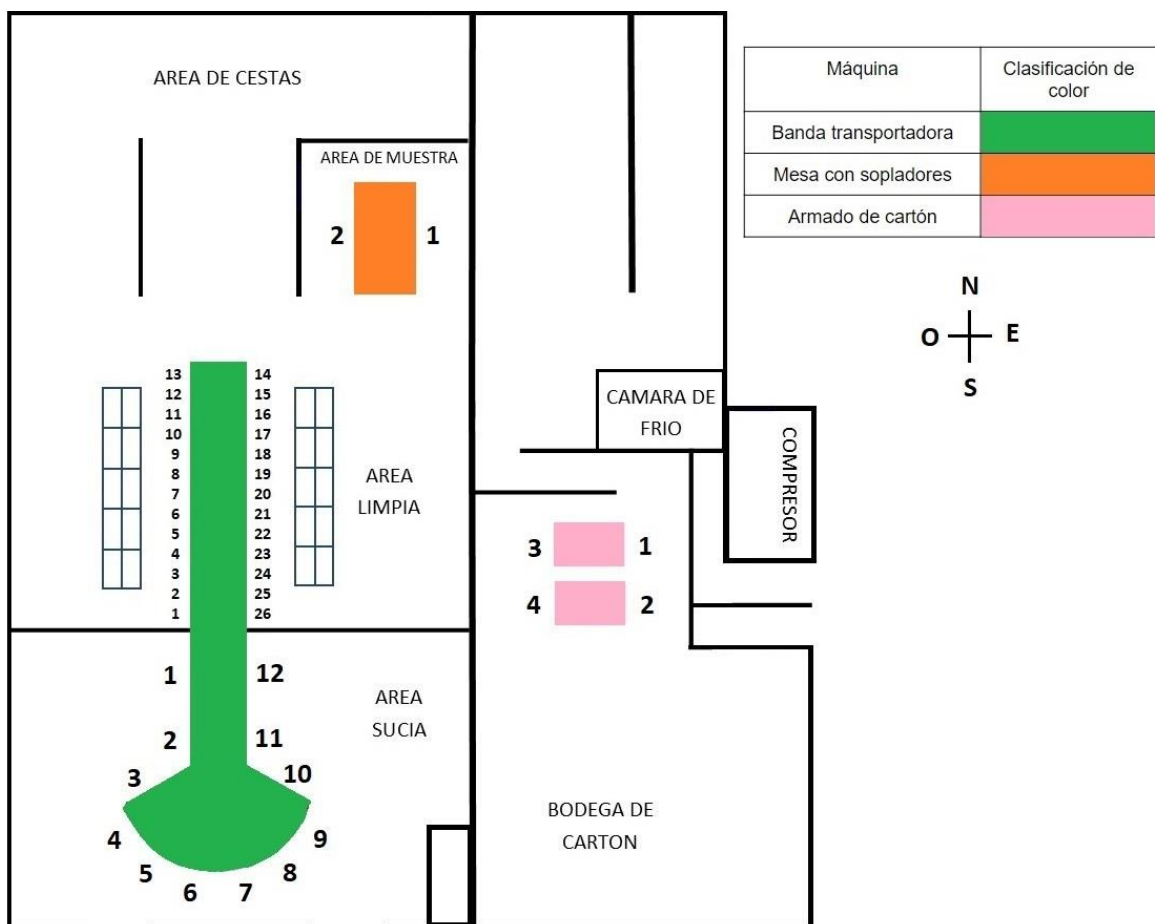 AREA DE CESTAS
AREA DE MUESTRA
2 1
Máquina Clasificación de
color
Banda transportadora
Mesa con sopladores
Armado de cartón
N
O E
S
13 14
12 15
11 16
10 17
9 18
8 19
7 20
6 21
5 22
4 23
3 24
2 25
1 26
AREA
LIMPIA
CAMARA DE
FRIO
COMPRESOR
3 1
4 2
1 12
2 11
3 10
4 9
5 8
6 7
AREA
SUCIA
BODEGA DE
CARTON